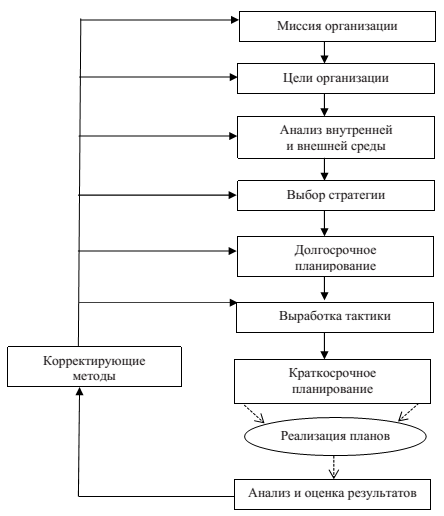 Миссия организации
Цели организации
Анализ внутренней
и внешней среды
Выбор стратегии
Долгосрочное
планирование
Выработка тактики
Корректирующие
методы
Краткосрочное
планирование
Реализация планов
Анализ и оценка результатов